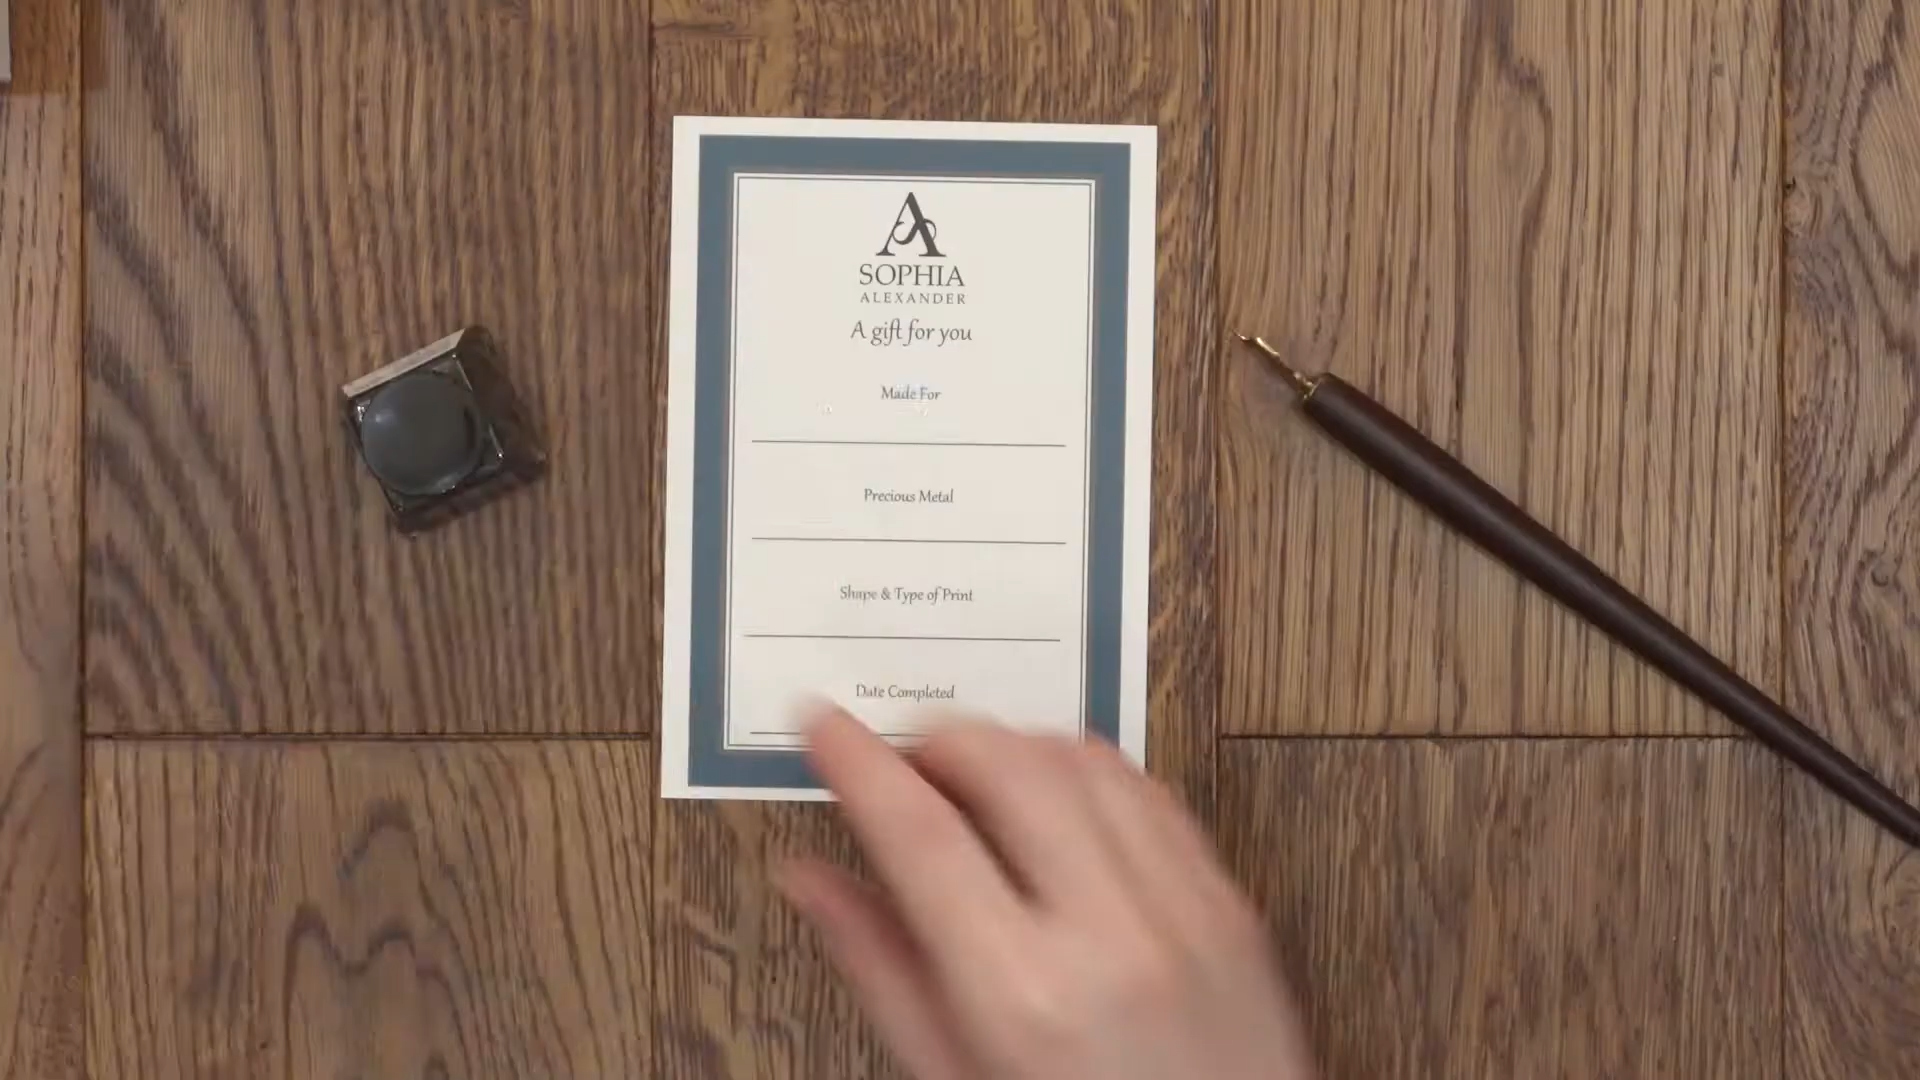 A
SOPHIA
ALEXANDER
A gift for you
Made For
Precious Metal
Shape & Type of Print
Date Completed